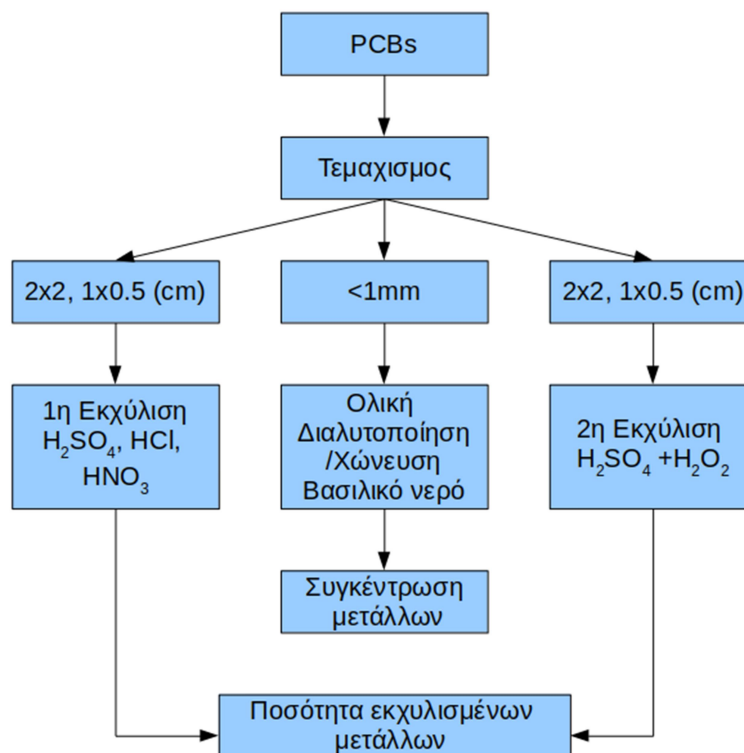 PCBs
Τεμαχισμος
2x2, 1x0.5 (cm)
<1mm
2x2, 1x0.5 (cm)
1η Εκχύλιση
H₂SO₄, HCl,
HNO₃
Ολική
Διαλυτοποίηση
/Χώνευση
Βασιλικό νερό
2η Εκχύλιση
H₂SO₄ +H₂O₂
Συγκέντρωση
μετάλλων
Ποσότητα εκχυλισμένων
μετάλλων